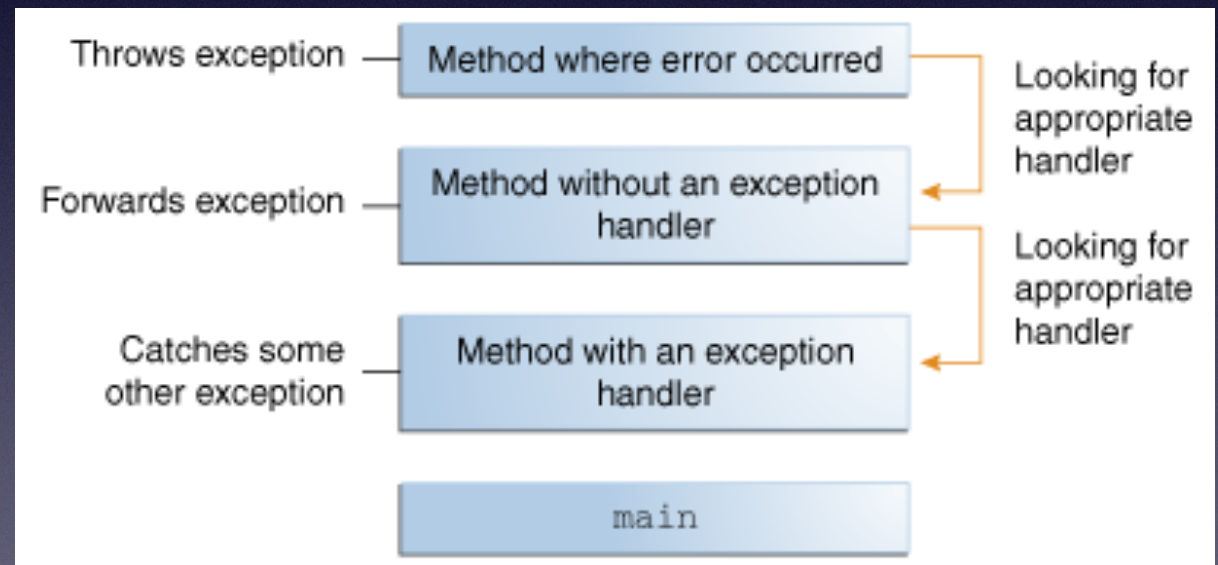 Throws exception
Method where error occurred
Looking for
appropriate
handler
Forwards exception
Method without an exception
handler
Looking for
appropriate
handler
Catches some
other exception
Method with an exception
handler
main